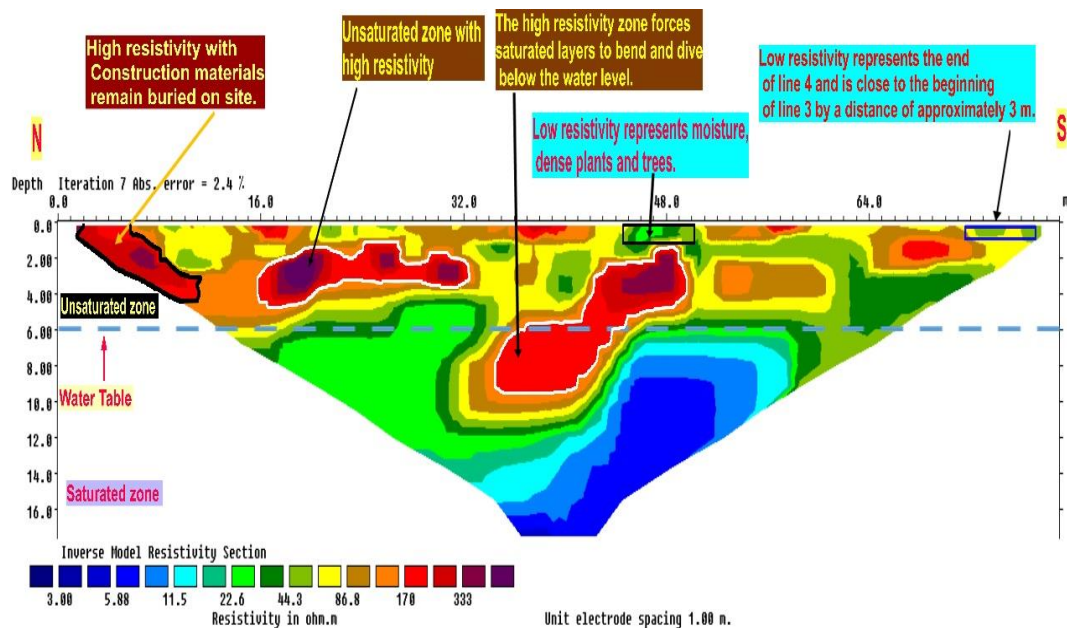 High resistivity with
Construction materials
remain buried on site.
Unsaturated zone with
high resistivity
The high resistivity zone forces
saturated layers to bend and dive
below the water level.
Low resistivity represents the end
of line 4 and is close to the beginning
of line 3 by a distance of approximately 3 m.
Low resistivity represents moisture,
dense plants and trees.
N
S
Depth Iteration 7 Abs. error = 2.4 %
0.0 16.0 32.0 48.0 64.0 m
0.0
2.00
4.00
Unsaturated zone
6.00
8.00
Water Table
10.0
12.0
14.0
Saturated zone
16.0
Inverse Model Resistivity Section
3.00 5.88 11.5 22.6 44.3 86.8 170 333
Resistivity in ohm.m
Unit electrode spacing 1.00 m.